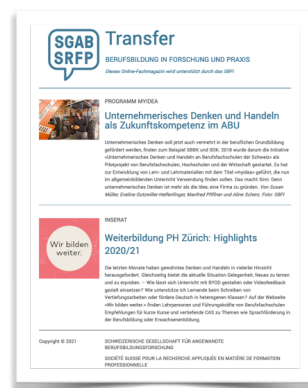 SGAB
SRFP
Transfer
BERUFSBILDUNG IN FORSCHUNG UND PRAXIS
Dieses Online-Fachmagazin wird unterstützt durch das SBFI
PROGRAMM MYIDEA
Unternehmerisches Denken und Handeln
als Zukunftskompetenz im ABU
Unternehmerisches Denken soll jetzt auch vermehrt in der beruflichen Grundbildung
gefördert werden, finden zum Beispiel SBBK und SDK. 2018 wurde darum die Initiative
«Unternehmerisches Denken und Handeln an Berufsfachschulen der Schweiz» als
Pilotprojekt von Berufsfachschulen, Hochschulen und der Wirtschaft gestartet. Es hat
zur Entwicklung von Lern- und Lehrmaterialien mit dem Titel «myidea» geführt, die nun
im allgemeinbildenden Unterricht Verwendung finden sollen. Das macht Sinn: Denn
unternehmerisches Denken ist mehr als die Idee, eine Firma zu gründen. Von Susan
Müller, Eveline Gutzwiller-Helfenfinger, Manfred Pfiffner und Aline Scherz. Foto: SBFI
INSERAT
Wir bilden
weiter.
Weiterbildung PH Zürich: Highlights
2020/21
Die letzten Monate haben gewohntes Denken und Handeln in vielerlei Hinsicht
herausgefordert. Gleichzeitig bietet die aktuelle Situation Gelegenheit, Neues zu lernen
und zu erproben. – Wie lässt sich Unterricht mit BYOD gestalten oder Videofeedback
gezielt einsetzen? Wie unterstütze ich Lernende beim Schreiben von
Vertiefungsarbeiten oder fördere Deutsch in heterogenen Klassen? Auf der Webseite
«Wir bilden weiter.» finden Lehrpersonen und Führungskräfte von Berufsfachschulen
Empfehlungen für kurze Kurse und vertiefende CAS zu Themen wie Sprachförderung in
der Berufsbildung oder Erwachsenenbildung.
Copyright © 2021
SCHWEIZERISCHE GESELLSCHAFT FÜR ANGEWANDTE
BERUFSBILDUNGSFORSCHUNG
SOCIÉTÉ SUISSE POUR LA RECHERCHE APPLIQUÉE EN MATIÈRE DE FORMATION
PROFESSIONNELLE